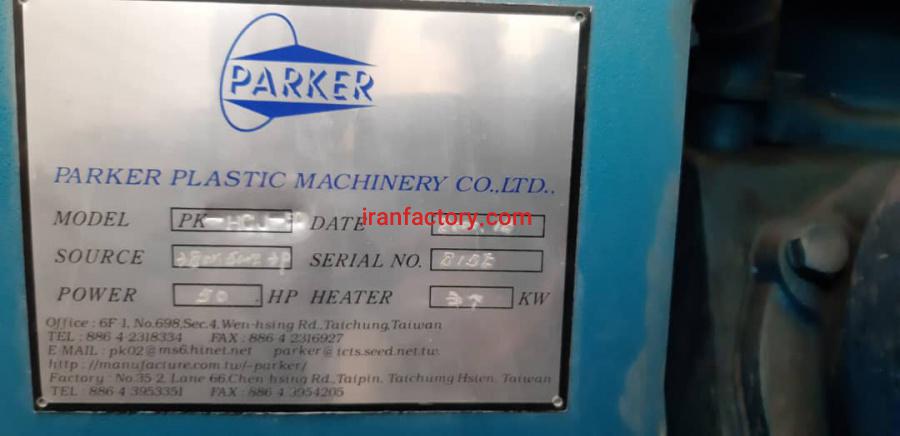 PARKER
PARKER PLASTIC MACHINERY CO.,LTD..
MODEL PK-HCJ- DATE
iranfactory.com
SOURCE SERIAL NO.
POWER 50 HP HEATER KW
Office : 6F-1, No.698,Sec.4,Wen-hsing Rd.,Taichung,Taiwan
TEL : 886 4 2318334 FAX : 886 4 2316927
E-MAIL : pk02@ms6.hinet.net parker@tcts.seed.net.tw
http://manufacture.com.tw/~parker/
Factory : No.35-2, Lane 66,Chen-hsing Rd.,Taipin, Taichumg Hsien, Taiwan
TEL : 886 4 3953351 FAX : 886 4 3954205